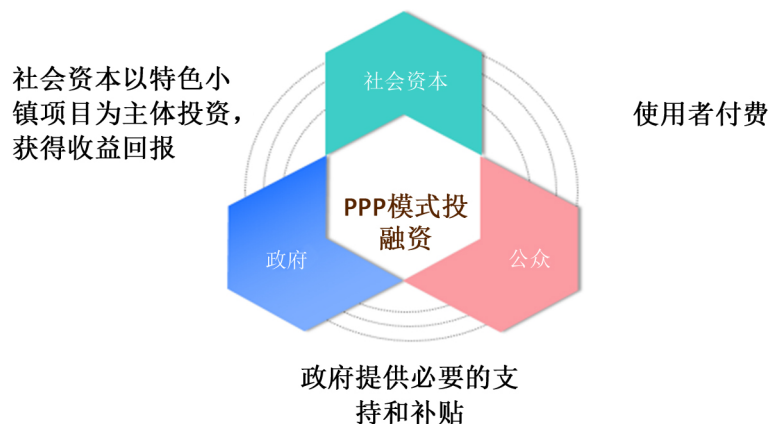 社会资本
社会资本以特色小
镇项目为主体投资，
获得收益回报
使用者付费
PPP模式投
融资
政府
公众
政府提供必要的支
持和补贴